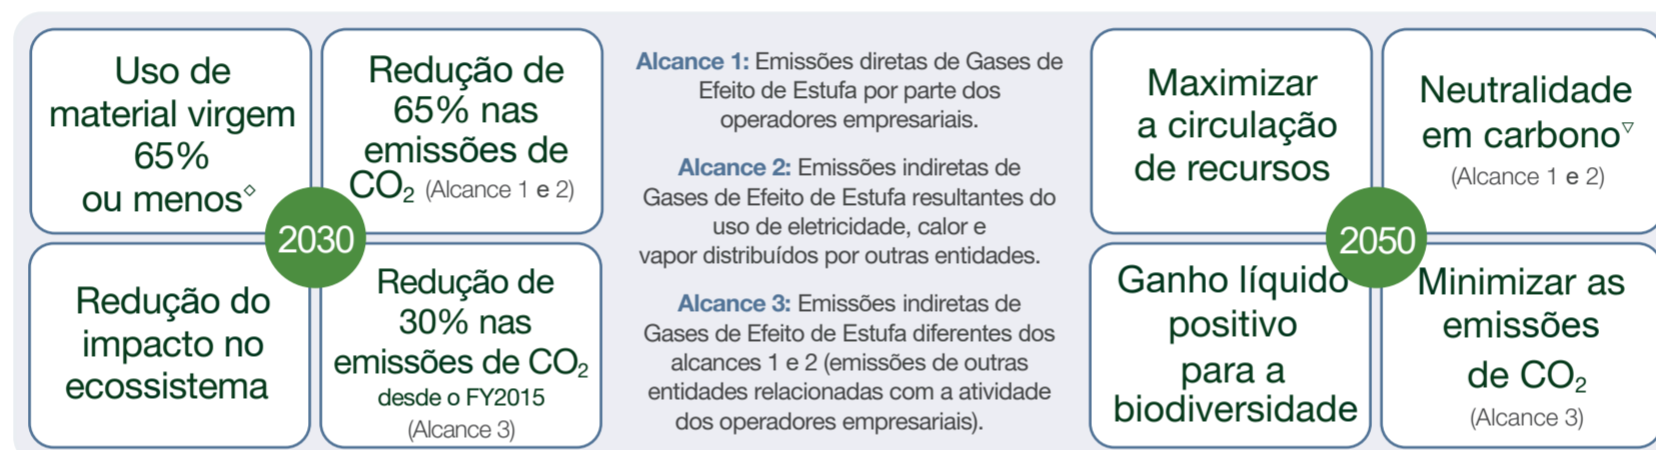 Uso de
material virgem
65%
ou menos◇
Redução de
65% nas
emissões de
CO₂ (Alcance 1 e 2)
2030
Redução do
impacto no
ecossistema
Redução de
30% nas
emissões de CO₂
desde o FY2015
(Alcance 3)
Alcance 1: Emissões diretas de Gases de
Efeito de Estufa por parte dos
operadores empresariais.
Alcance 2: Emissões indiretas de
Gases de Efeito de Estufa resultantes do
uso de eletricidade, calor e
vapor distribuídos por outras entidades.
Alcance 3: Emissões indiretas de
Gases de Efeito de Estufa diferentes dos
alcances 1 e 2 (emissões de outras
entidades relacionadas com a atividade
dos operadores empresariais).
Maximizar
a circulação
de recursos
Neutralidade
em carbono▽
(Alcance 1 e 2)
2050
Ganho líquido
positivo
para a
biodiversidade
Minimizar as
emissões
de CO₂
(Alcance 3)